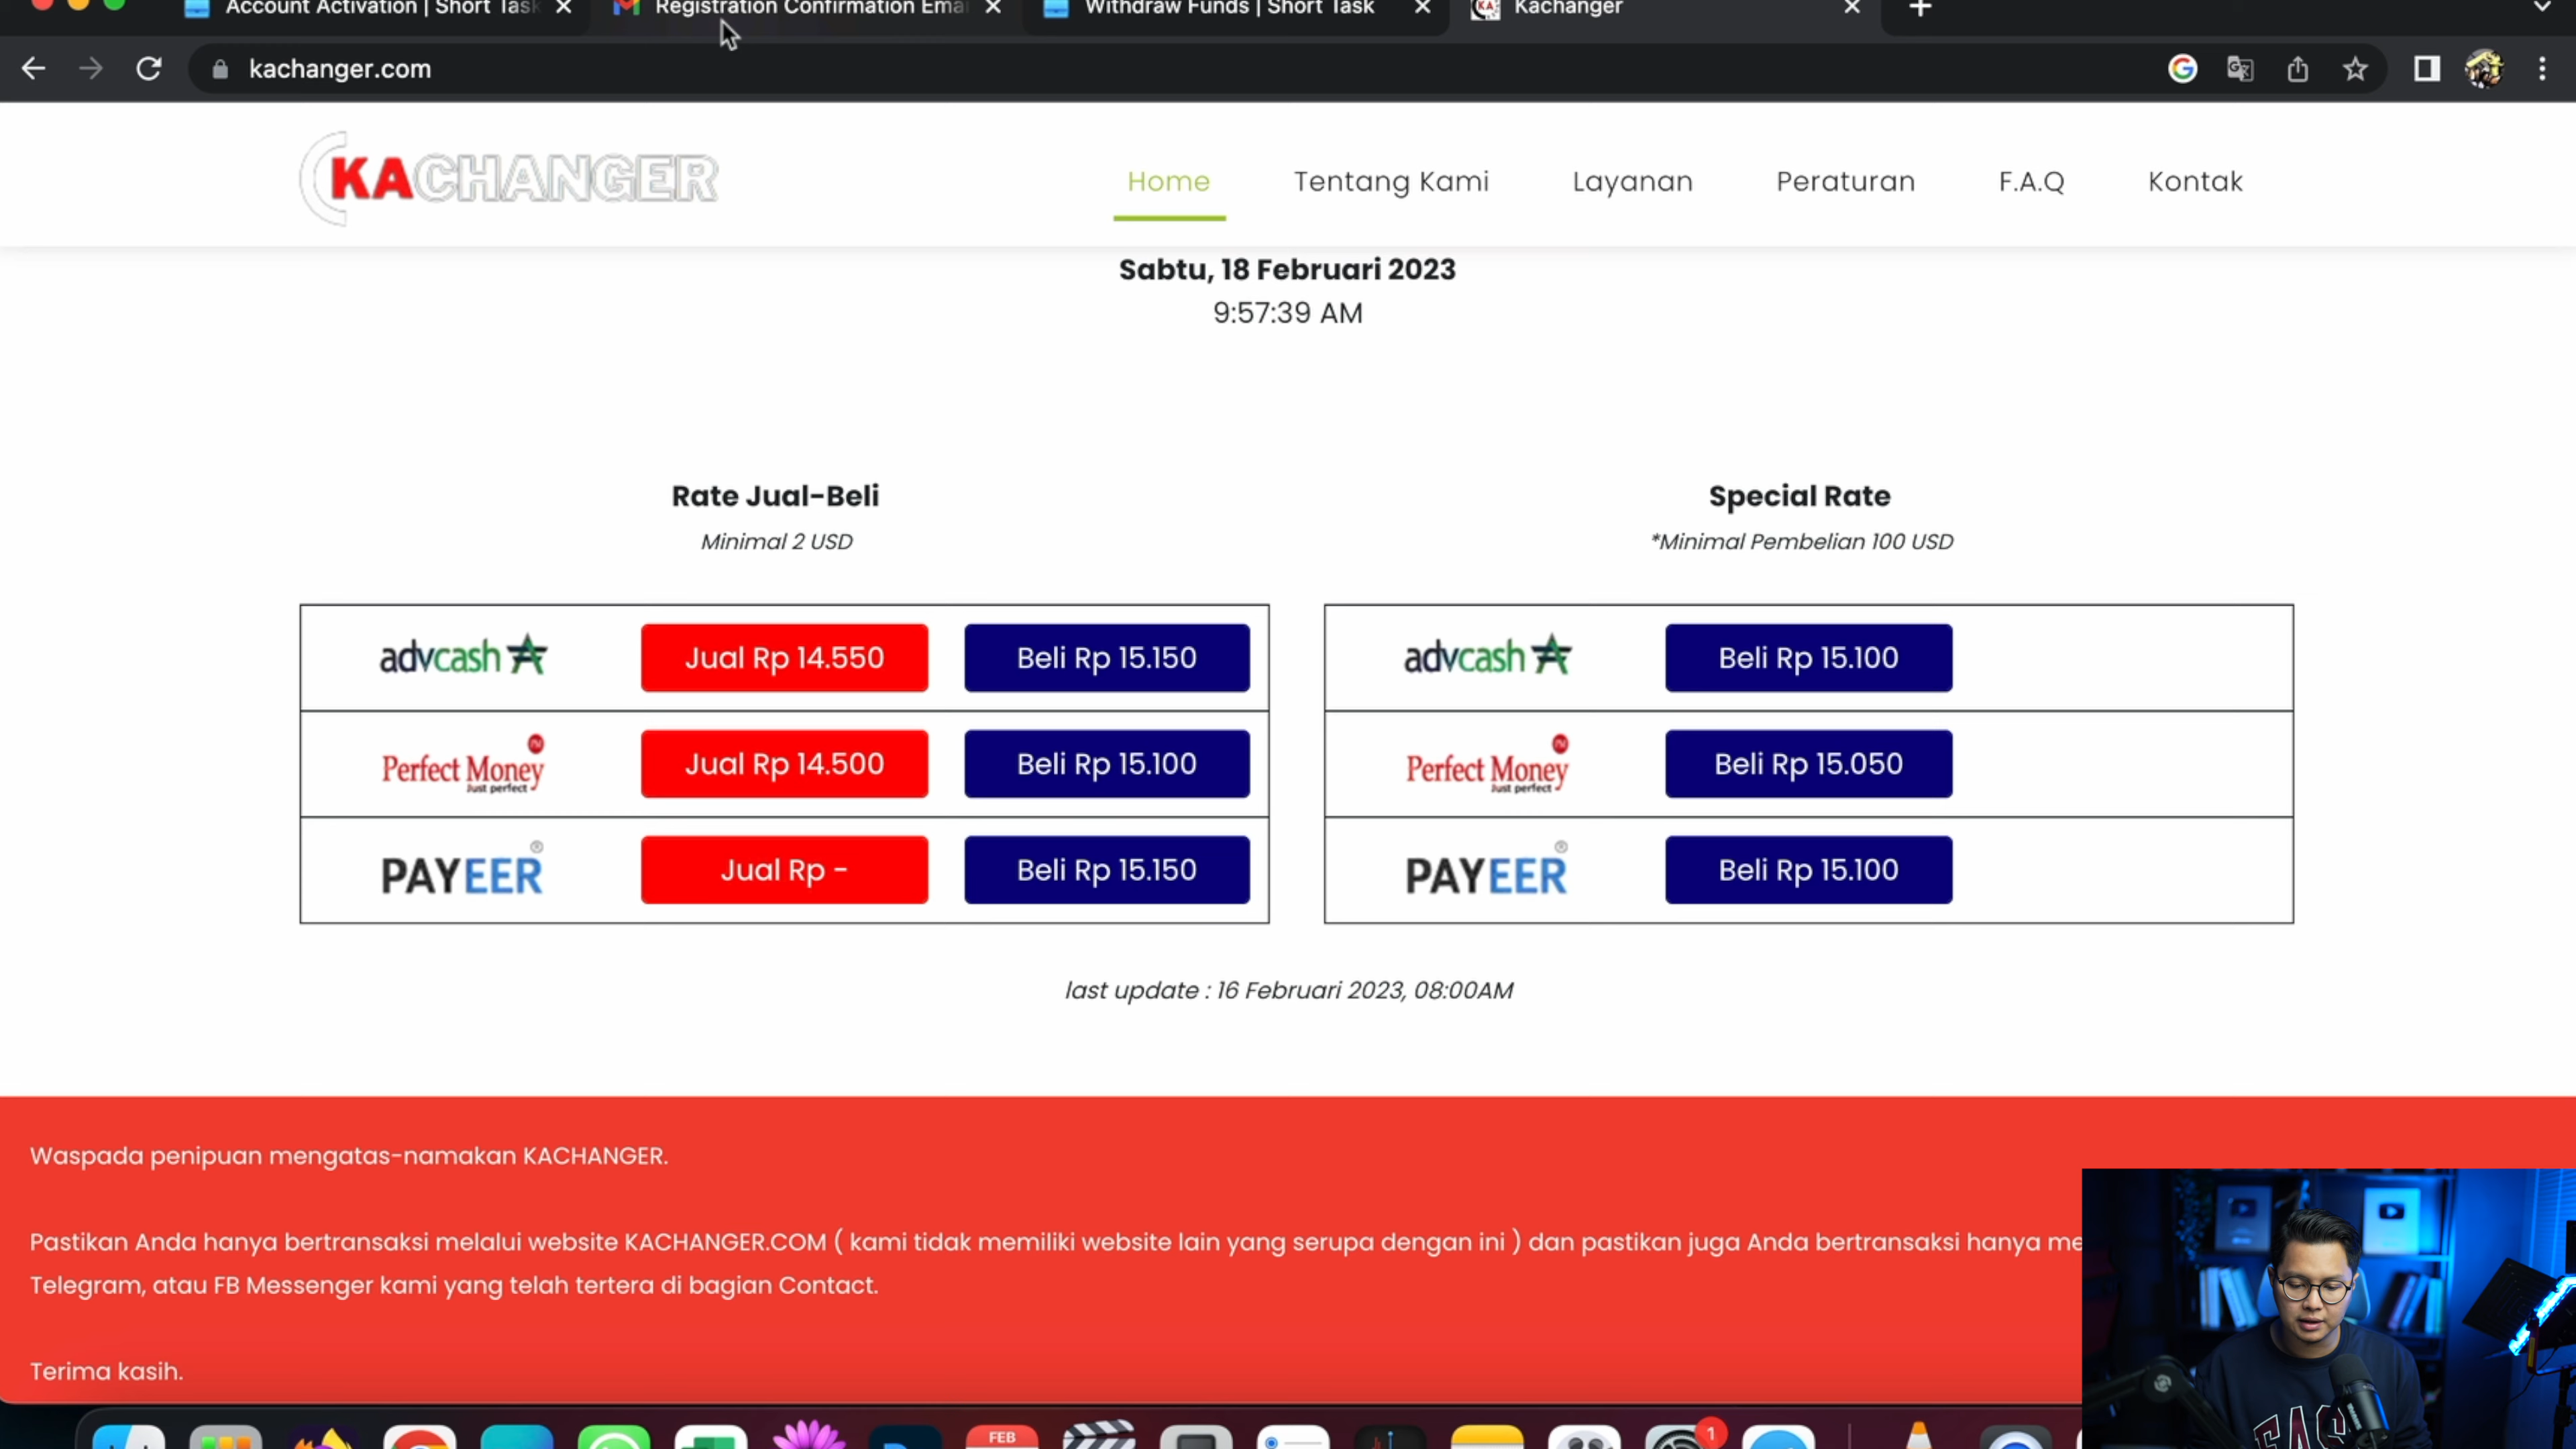 Account Activation | Short Task
Registration Confirmation Emai
Withdraw Funds | Short Task
Kachanger
kachanger.com
KACHANGER
Home
Tentang Kami
Layanan
Peraturan
F.A.Q
Kontak
Sabtu, 18 Februari 2023
9:57:39 AM
Rate Jual-Beli
Minimal 2 USD
advcash
Jual Rp 14.550
Beli Rp 15.150
Perfect Money
Just perfect
Jual Rp 14.500
Beli Rp 15.100
PAYEER
Jual Rp -
Beli Rp 15.150
Special Rate
*Minimal Pembelian 100 USD
advcash
Beli Rp 15.100
Perfect Money
Just perfect
Beli Rp 15.050
PAYEER
Beli Rp 15.100
last update : 16 Februari 2023, 08:00AM
Waspada penipuan mengatas-namakan KACHANGER.
Pastikan Anda hanya bertransaksi melalui website KACHANGER.COM ( kami tidak memiliki website lain yang serupa dengan ini ) dan pastikan juga Anda bertransaksi hanya me
Telegram, atau FB Messenger kami yang telah tertera di bagian Contact.
Terima kasih.
FEB
1